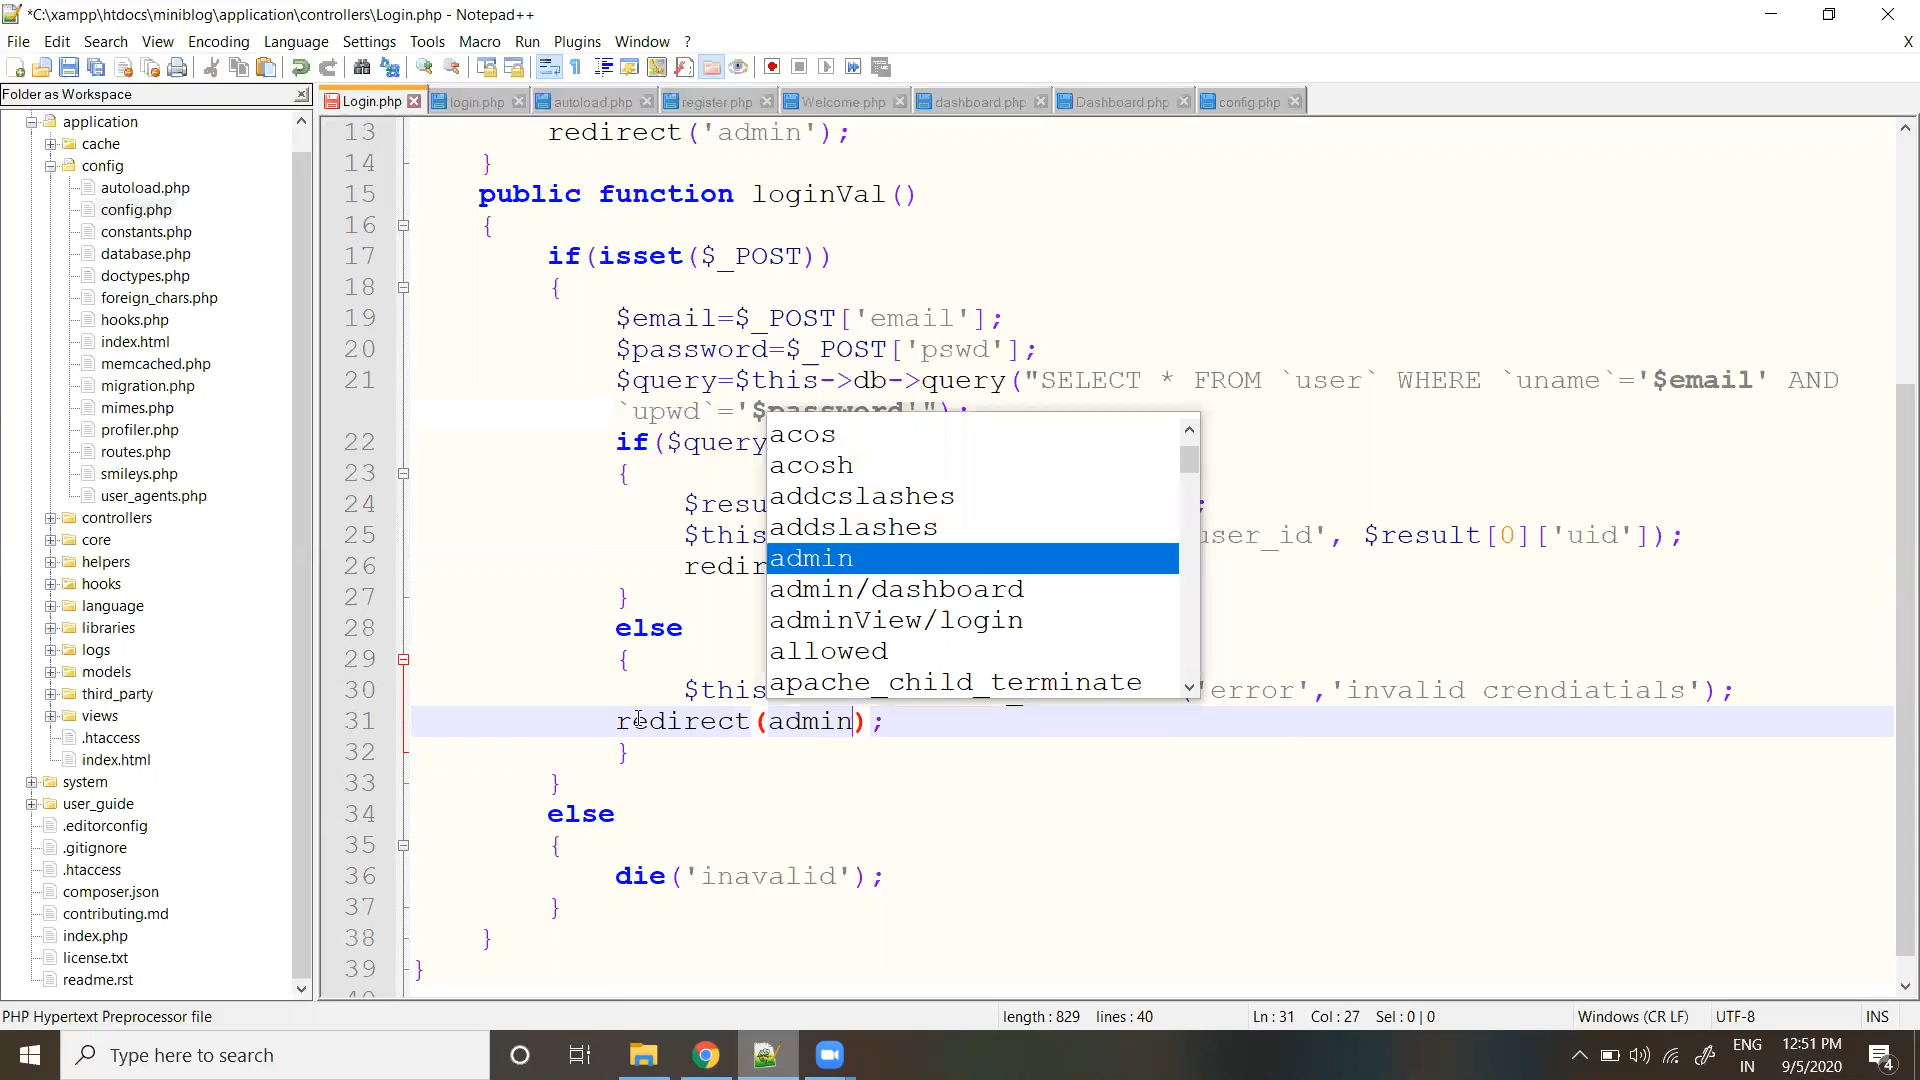 *C:\xampp\htdocs\miniblog\application\controllers\Login.php - Notepad++
File Edit Search View Encoding Language Settings Tools Macro Run Plugins Window ? X
Folder as Workspace
Login.php login.php autoload.php register.php Welcome.php dashboard.php Dashboard.php config.php
application
cache
config
autoload.php
config.php
constants.php
database.php
doctypes.php
foreign_chars.php
hooks.php
index.html
memcached.php
migration.php
mimes.php
profiler.php
routes.php
smileys.php
user_agents.php
controllers
core
helpers
hooks
language
libraries
logs
models
third_party
views
.htaccess
index.html
system
user_guide
.editorconfig
.gitignore
.htaccess
composer.json
contributing.md
index.php
license.txt
readme.rst
13 redirect('admin');
14 }
15 public function loginVal()
16 {
17 if(isset($_POST))
18 {
19 $email=$_POST['email'];
20 $password=$_POST['pswd'];
21 $query=$this->db->query("SELECT * FROM `user` WHERE `uname`='$email' AND
`upwd`='$password'");
22 if($query
23 {
24 $resu ;
25 $this user_id', $result[0]['uid']);
26 redir
27 }
28 else
29 {
30 $this 'error','invalid crendiatials');
31 redirect(admin);
32 }
33 }
34 else
35 {
36 die('inavalid');
37 }
38 }
39 }
40
acos
acosh
addcslashes
addslashes
admin
admin/dashboard
adminView/login
allowed
apache_child_terminate
PHP Hypertext Preprocessor file length : 829 lines : 40 Ln : 31 Col : 27 Sel : 0 | 0 Windows (CR LF) UTF-8 INS
Type here to search
ENG
IN
12:51 PM
9/5/2020
4